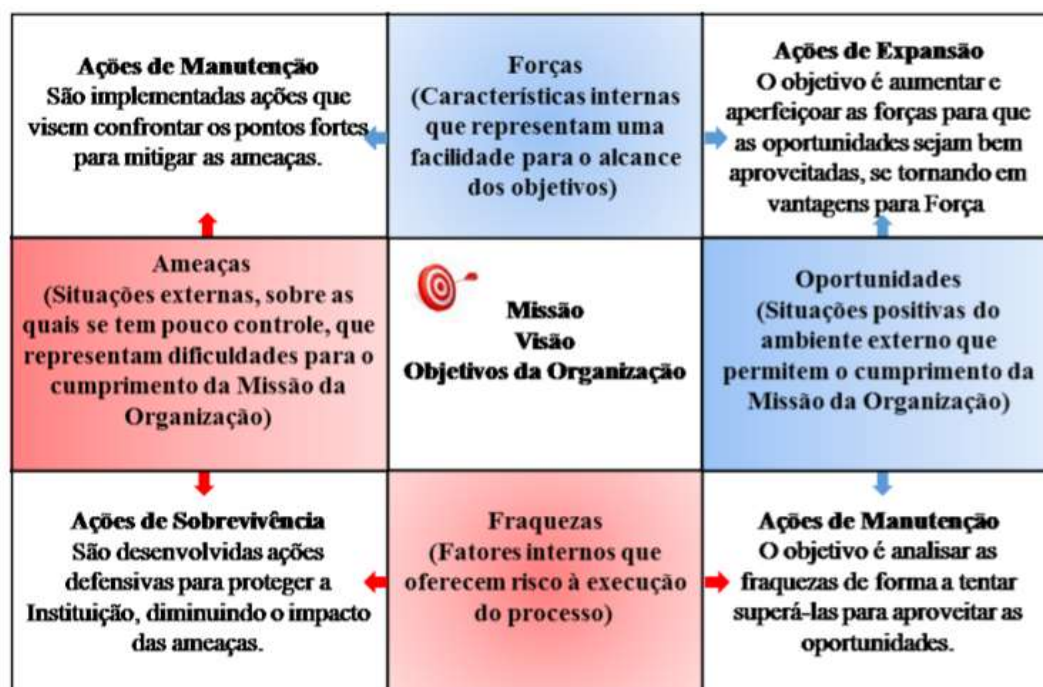 Ações de Manutenção
São implementadas ações que
visem confrontar os pontos fortes
para mitigar as ameaças.
Forças
(Características internas
que representam uma
facilidade para o alcance
dos objetivos)
Ações de Expansão
O objetivo é aumentar e
aperfeiçoar as forças para que
as oportunidades sejam bem
aproveitadas, se tornando em
vantagens para Força
Ameaças
(Situações externas, sobre as
quais se tem pouco controle, que
representam dificuldades para o
cumprimento da Missão da
Organização)
Missão
Visão
Objetivos da Organização
Oportunidades
(Situações positivas do
ambiente externo que
permitem o cumprimento da
Missão da Organização)
Ações de Sobrevivência
São desenvolvidas ações
defensivas para proteger a
Instituição, diminuindo o impacto
das ameaças.
Fraquezas
(Fatores internos que
oferecem risco à execução
do processo)
Ações de Manutenção
O objetivo é analisar as
fraquezas de forma a tentar
superá-las para aproveitar as
oportunidades.